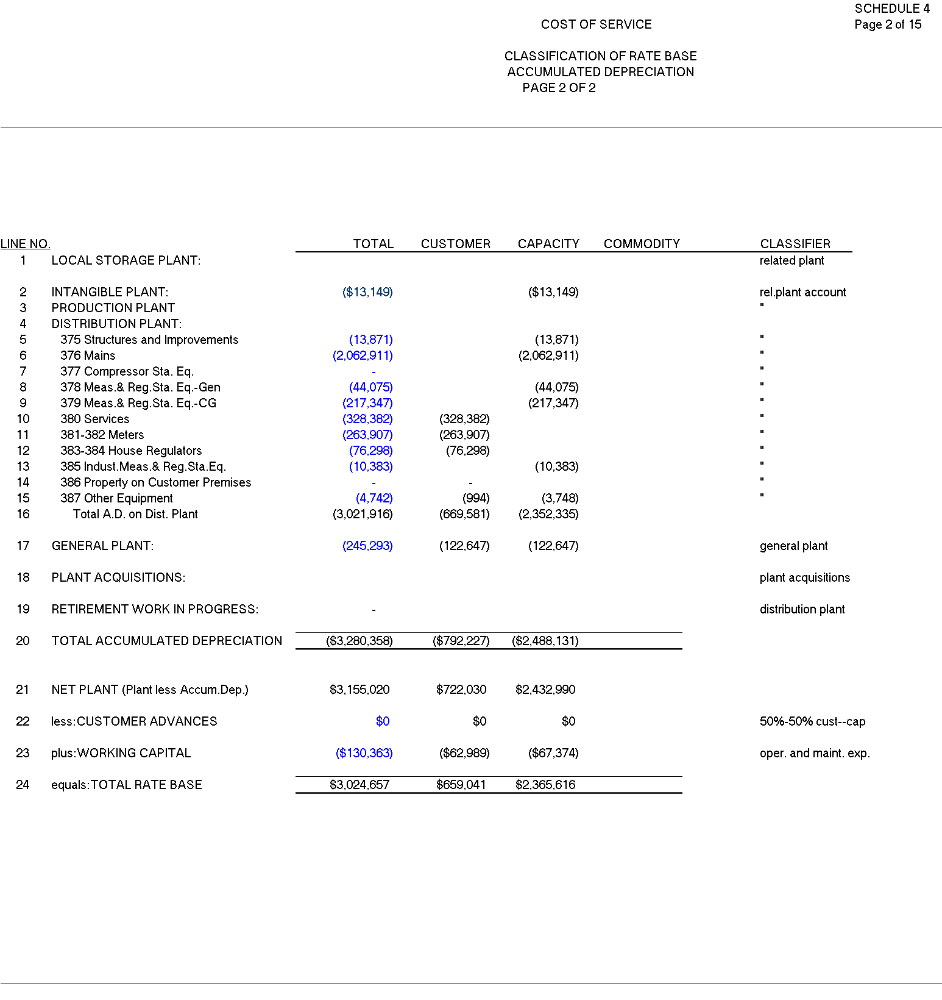 SCHEDULE 4
COST OF SERVICE Page 2 of 15
CLASSIFICATION OF RATE BASE
ACCUMULATED DEPRECIATION
PAGE 2 OF 2
LINE NO. TOTAL CUSTOMER CAPACITY COMMODITY CLASSIFIER
1 LOCAL STORAGE PLANT: related plant
2 INTANGIBLE PLANT: ($13,149) ($13,149) rel.plant account
3 PRODUCTION PLANT "
4 DISTRIBUTION PLANT:
5 375 Structures and Improvements (13,871) (13,871) "
6 376 Mains (2,062,911) (2,062,911) "
7 377 Compressor Sta. Eq. - "
8 378 Meas.& Reg.Sta. Eq.-Gen (44,075) (44,075) "
9 379 Meas.& Reg.Sta. Eq.-CG (217,347) (217,347) "
10 380 Services (328,382) (328,382) "
11 381-382 Meters (263,907) (263,907) "
12 383-384 House Regulators (76,298) (76,298) "
13 385 Indust.Meas.& Reg.Sta.Eq. (10,383) (10,383) "
14 386 Property on Customer Premises - - "
15 387 Other Equipment (4,742) (994) (3,748) "
16 Total A.D. on Dist. Plant (3,021,916) (669,581) (2,352,335)
17 GENERAL PLANT: (245,293) (122,647) (122,647) general plant
18 PLANT ACQUISITIONS: plant acquisitions
19 RETIREMENT WORK IN PROGRESS: - distribution plant
20 TOTAL ACCUMULATED DEPRECIATION ($3,280,358) ($792,227) ($2,488,131)
21 NET PLANT (Plant less Accum.Dep.) $3,155,020 $722,030 $2,432,990
22 less:CUSTOMER ADVANCES $0 $0 $0 50%-50% cust--cap
23 plus:WORKING CAPITAL ($130,363) ($62,989) ($67,374) oper. and maint. exp.
24 equals:TOTAL RATE BASE $3,024,657 $659,041 $2,365,616